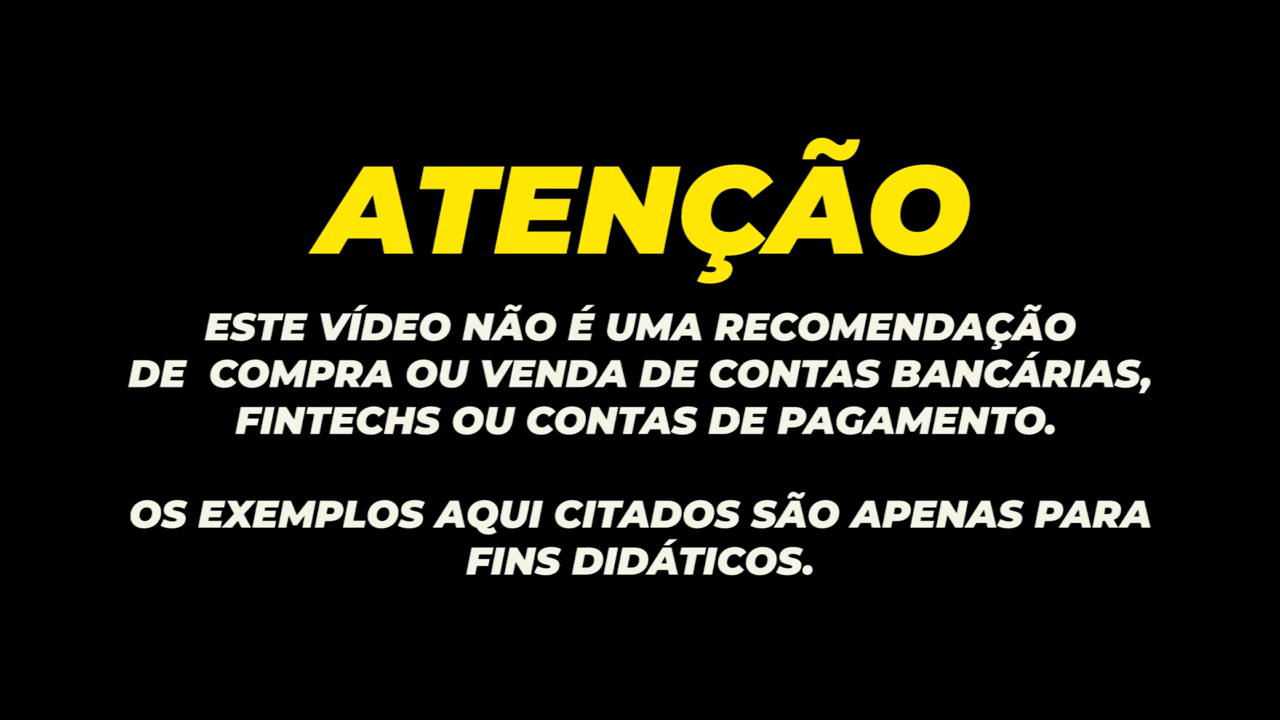 ATENÇÃO
ESTE VÍDEO NÃO É UMA RECOMENDAÇÃO
DE COMPRA OU VENDA DE CONTAS BANCÁRIAS,
FINTECHS OU CONTAS DE PAGAMENTO.
OS EXEMPLOS AQUI CITADOS SÃO APENAS PARA
FINS DIDÁTICOS.